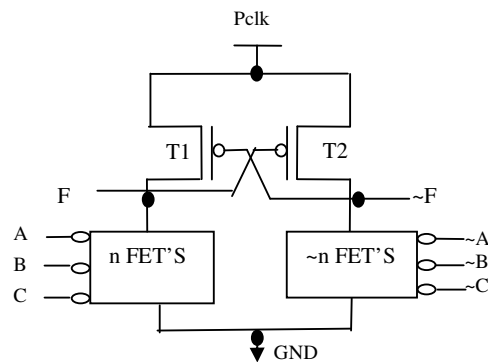 Pclk
T1 T2
F ~F
A ~A
n FET'S ~n FET'S
B ~B
C ~C
GND